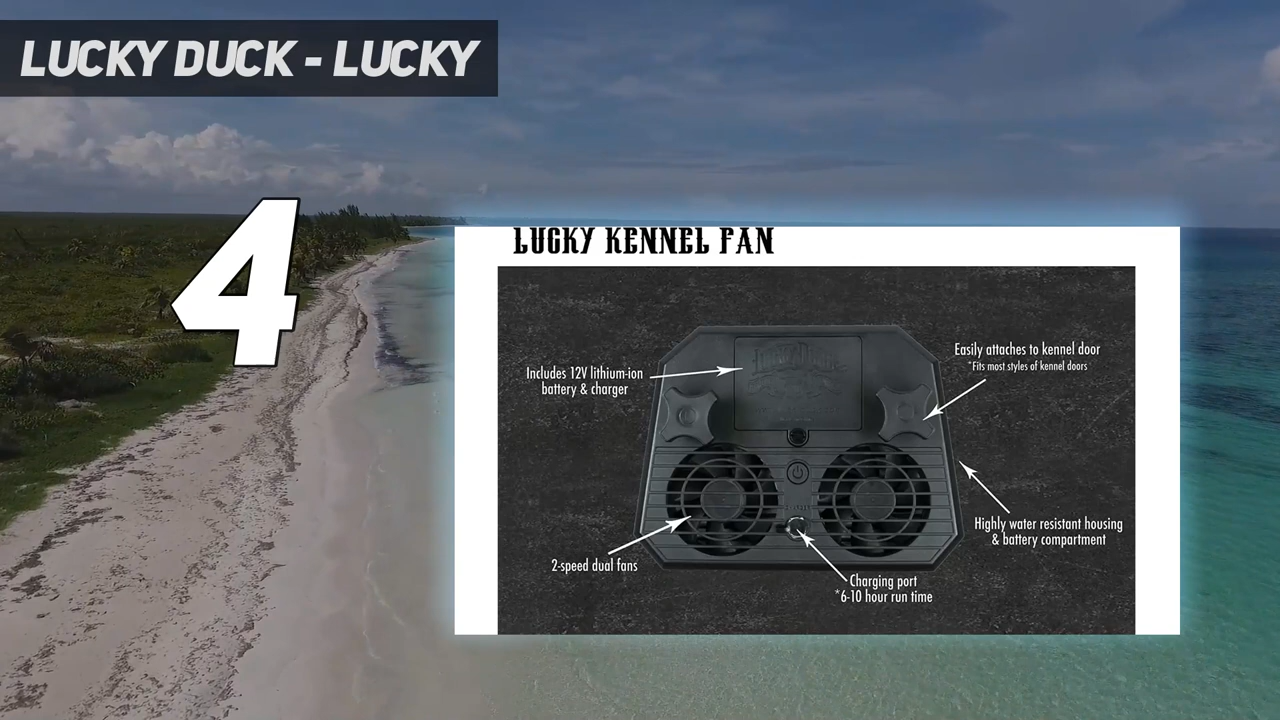 LUCKY DUCK - LUCKY
4
LUCKY KENNEL FAN
Includes 12V lithium-ion
battery & charger
Easily attaches to kennel door
*Fits most styles of kennel doors
Highly water resistant housing
& battery compartment
2-speed dual fans
Charging port
*6-10 hour run time